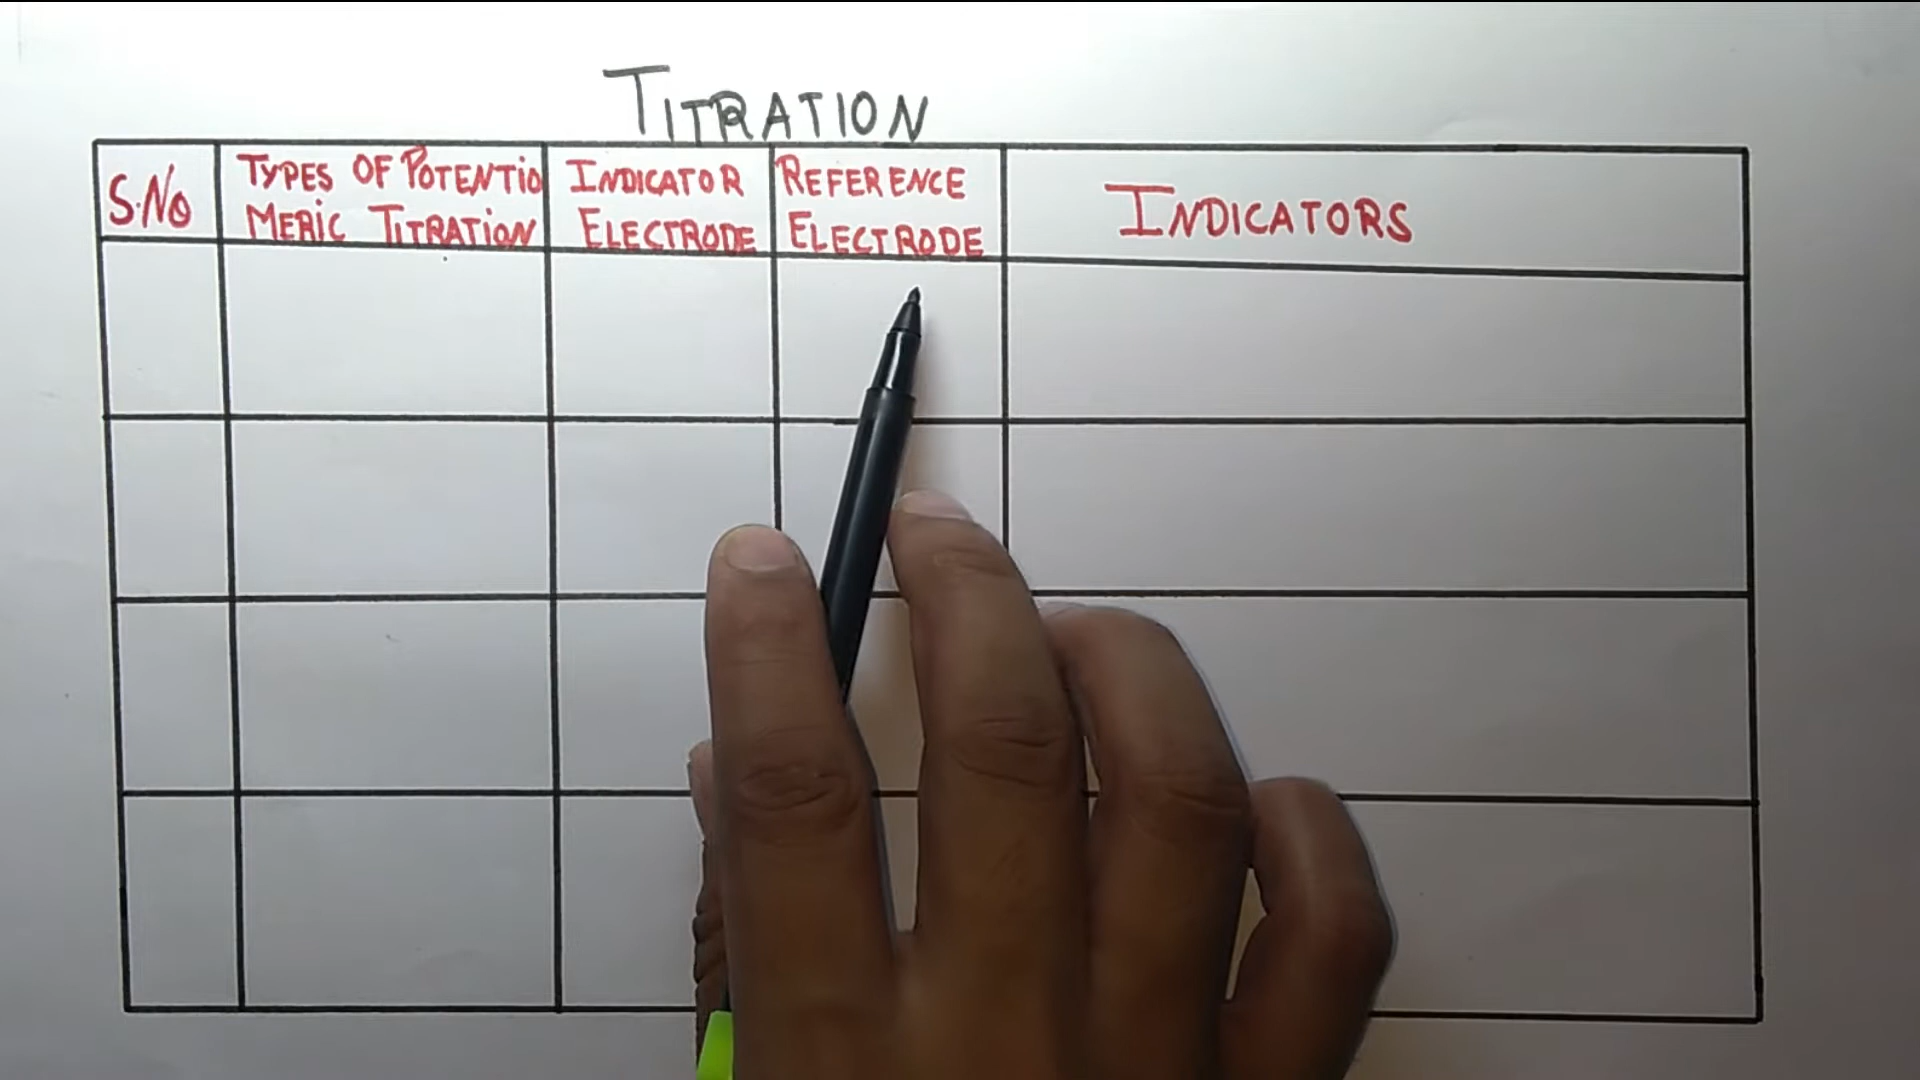 TITRATION
S.No
TYPES OF POTENTIO
MERIC TITRATION
INDICATOR
ELECTRODE
REFERENCE
ELECTRODE
INDICATORS